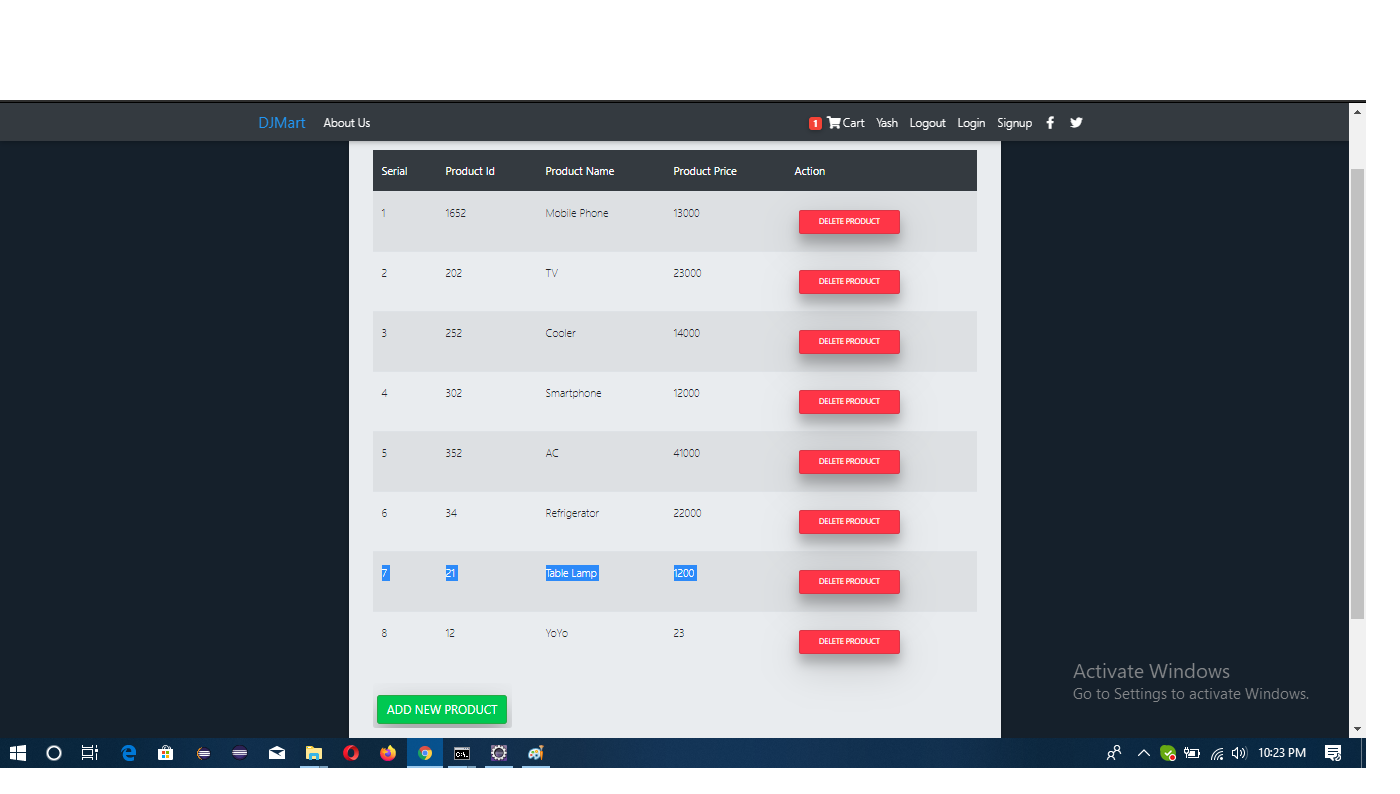 DJMart About Us 1 Cart Yash Logout Login Signup
Serial Product Id Product Name Product Price Action
1 1652 Mobile Phone 13000 DELETE PRODUCT
2 202 TV 23000 DELETE PRODUCT
3 252 Cooler 14000 DELETE PRODUCT
4 302 Smartphone 12000 DELETE PRODUCT
5 352 AC 41000 DELETE PRODUCT
6 34 Refrigerator 22000 DELETE PRODUCT
7 21 Table Lamp 1200 DELETE PRODUCT
8 12 YoYo 23 DELETE PRODUCT
ADD NEW PRODUCT
Activate Windows
Go to Settings to activate Windows.
10:23 PM